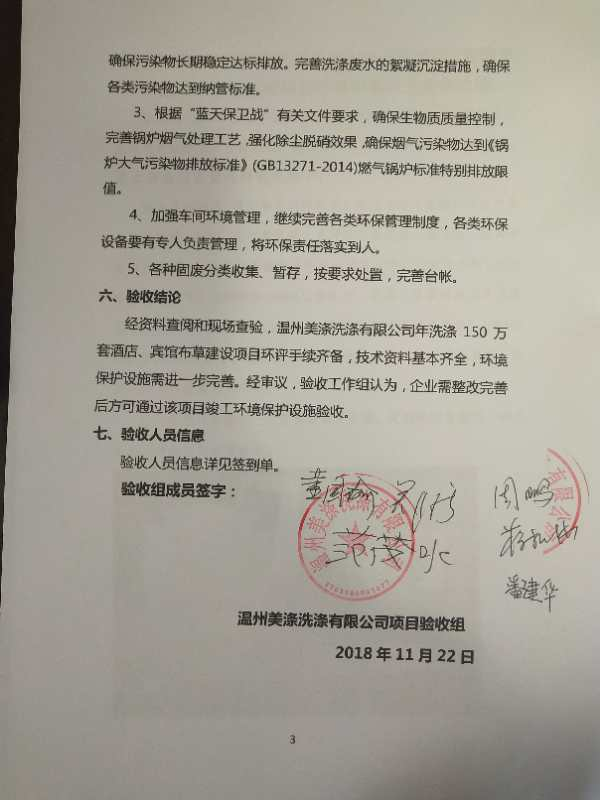 确保污染物长期稳定达标排放。完善洗涤废水的絮凝沉淀措施，确保
各类污染物达到纳管标准。
3、根据“蓝天保卫战”有关文件要求，确保生物质质量控制，
完善锅炉烟气处理工艺，强化除尘脱硝效果，确保烟气污染物达到《锅
炉大气污染物排放标准》(GB13271-2014)燃气锅炉标准特别排放限
值。
4、加强车间环境管理，继续完善各类环保管理制度，各类环保
设备要有专人负责管理，将环保责任落实到人。
5、各种固废分类收集、暂存，按要求处置，完善台帐。
六、验收结论
经资料查阅和现场查验，温州美涤洗涤有限公司年洗涤 150 万
套酒店、宾馆布草建设项目环评手续齐备，技术资料基本齐全，环境
保护设施需进一步完善。经审议，验收工作组认为，企业需整改完善
后方可通过该项目竣工环境保护设施验收。
七、验收人员信息
验收人员信息详见签到单。
验收组成员签字：
周鸣
潘建华
温州美涤洗涤有限公司
有限公司
温州美涤洗涤有限公司项目验收组
2018 年 11 月 22 日
3